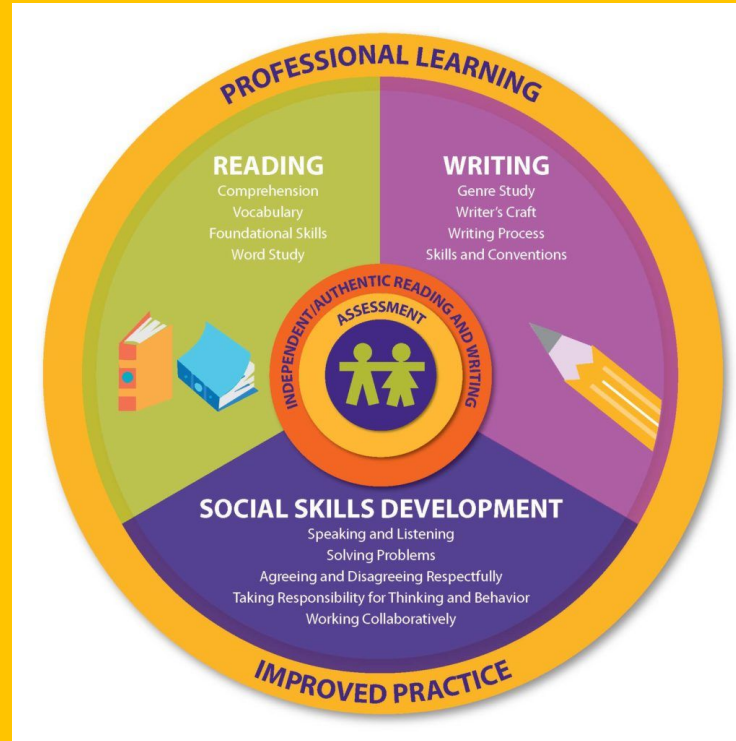 PROFESSIONAL LEARNING
READING
Comprehension
Vocabulary
Foundational Skills
Word Study
WRITING
Genre Study
Writer's Craft
Writing Process
Skills and Conventions
INDEPENDENT/AUTHENTIC READING AND WRITING
ASSESSMENT
SOCIAL SKILLS DEVELOPMENT
Speaking and Listening
Solving Problems
Agreeing and Disagreeing Respectfully
Taking Responsibility for Thinking and Behavior
Working Collaboratively
IMPROVED PRACTICE